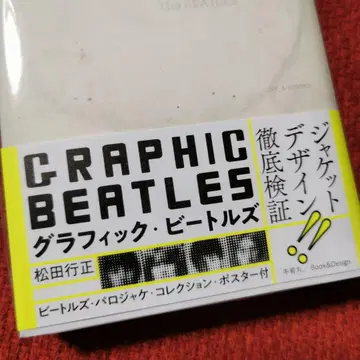 The BEATLES
GRAPHIC
BEATLES
グラフィック・ビートルズ
松田行正
ビートルズ・パロジャケ・コレクション・ポスター付
ジャケット
デザイン
徹底検証
!!
Book&Design